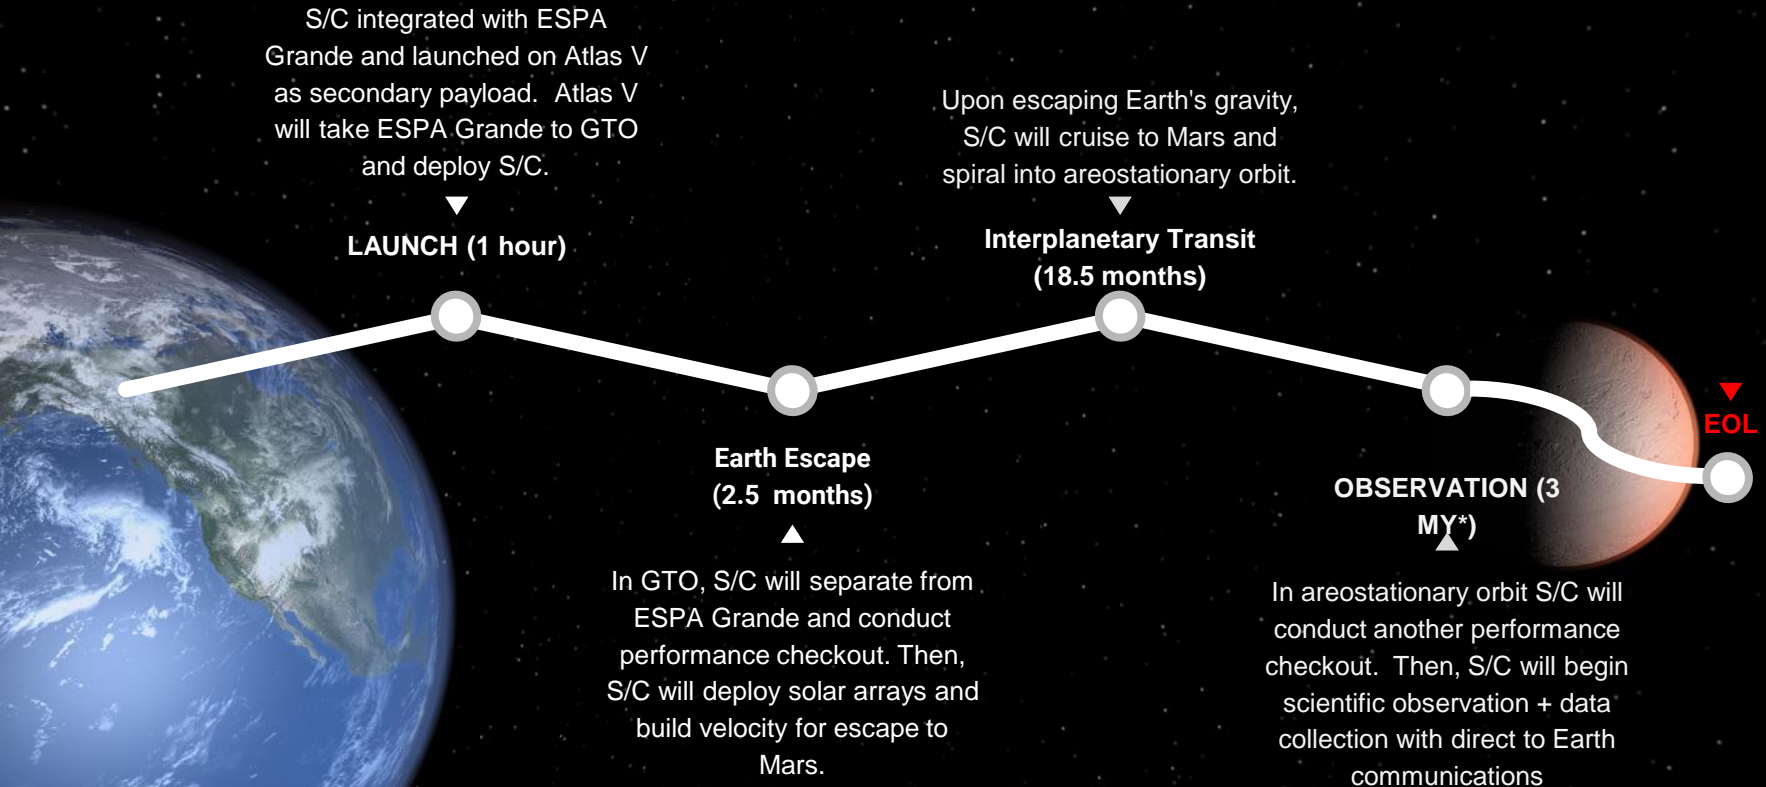 S/C integrated with ESPA
Grande and launched on Atlas V
as secondary payload.  Atlas V
will take ESPA Grande to GTO
and deploy S/C.
LAUNCH (1 hour)
Earth Escape
(2.5  months)
In GTO, S/C will separate from
ESPA Grande and conduct
performance checkout. Then,
S/C will deploy solar arrays and
build velocity for escape to
Mars.
Upon escaping Earth's gravity,
S/C will cruise to Mars and
spiral into areostationary orbit.
Interplanetary Transit
(18.5 months)
OBSERVATION (3
MY*)
In areostationary orbit S/C will
conduct another performance
checkout.  Then, S/C will begin
scientific observation + data
collection with direct to Earth
communications
EOL